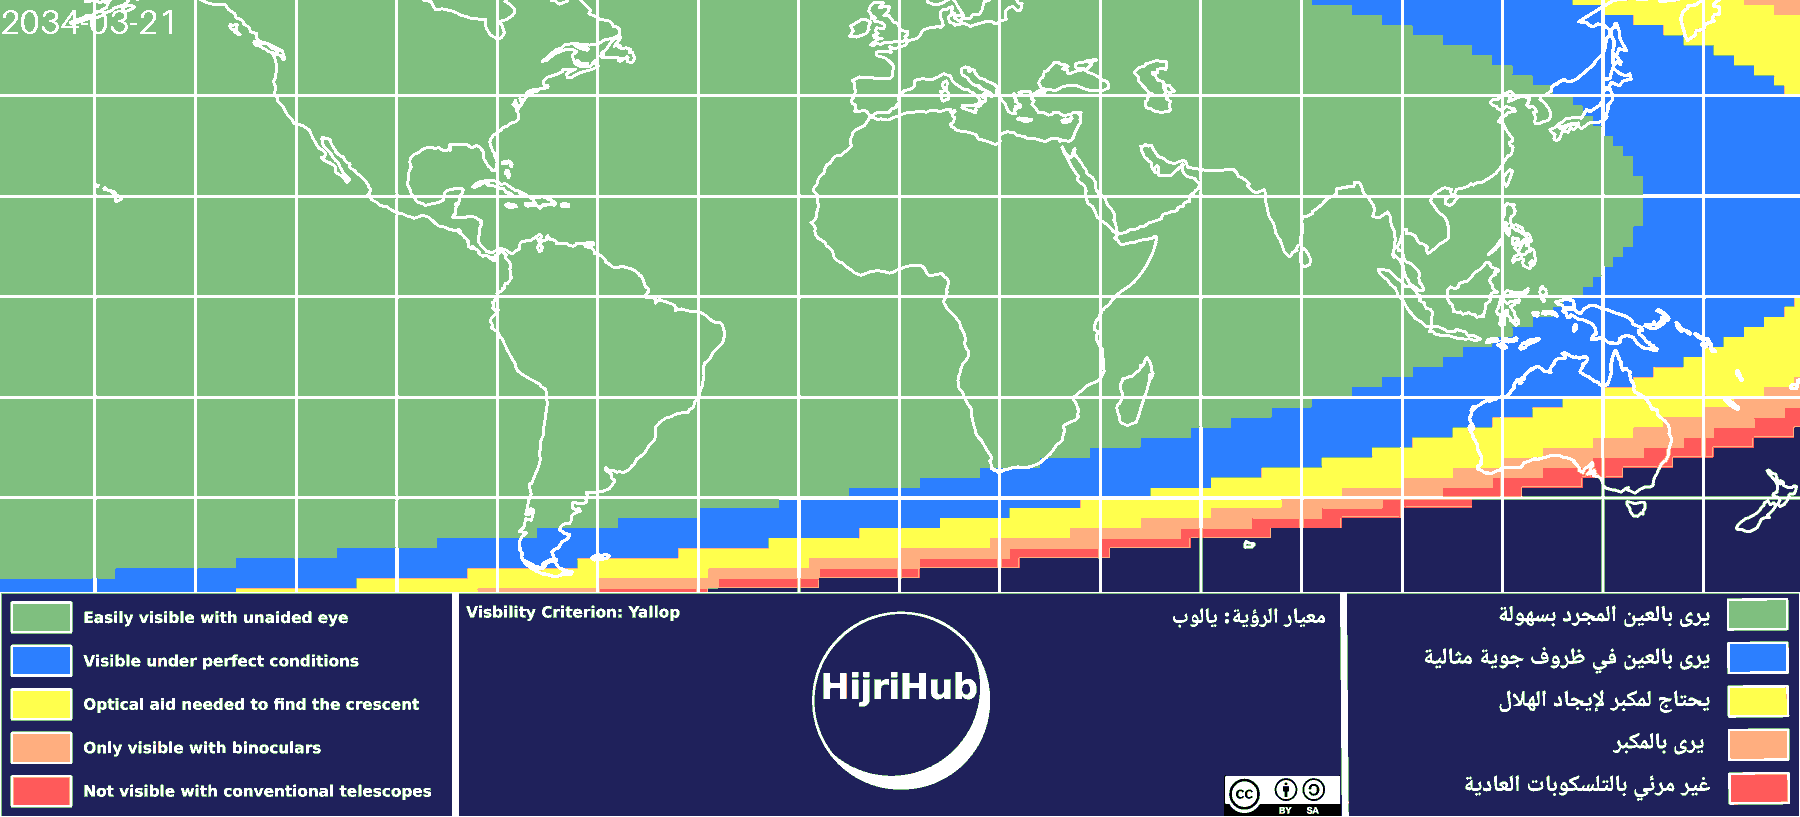 2034-03-21
Easily visible with unaided eye
Visible under perfect conditions
Optical aid needed to find the crescent
Only visible with binoculars
Not visible with conventional telescopes
Visbility Criterion: Yallop
معيار الرؤية: يالوب
HijriHub
cc
BY SA
يرى بالعين المجرد بسهولة
يرى بالعين في ظروف جوية مثالية
يحتاج لمكبر لإيجاد الهلال
يرى بالمكبر
غير مرئي بالتلسكوبات العادية